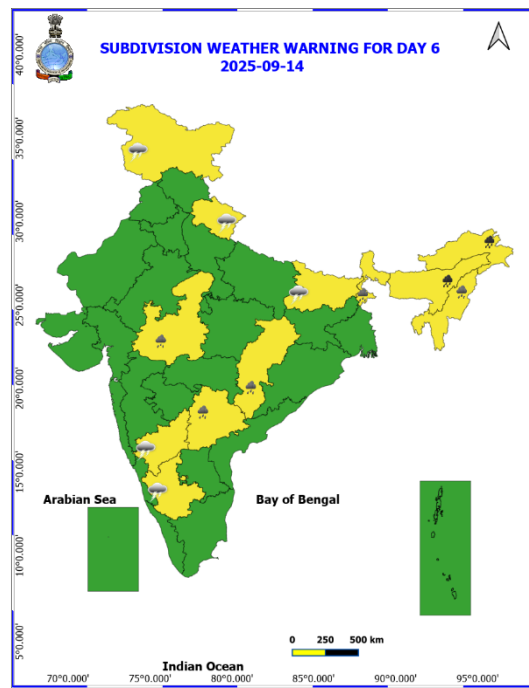 SUBDIVISION WEATHER WARNING FOR DAY 6
2025-09-14
40°0.000'
35°0.000'
30°0.000'
25°0.000'
20°0.000'
15°0.000'
10°0.000'
5°0.000'
Arabian Sea
Bay of Bengal
0 250 500 km
Indian Ocean
70°0.000' 75°0.000' 80°0.000' 85°0.000' 90°0.000' 95°0.000'